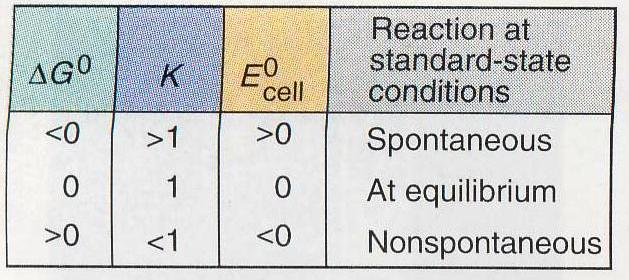 ΔG⁰ K E⁰cell Reaction at standard-state conditions
<0 >1 >0 Spontaneous
0 1 0 At equilibrium
>0 <1 <0 Nonspontaneous